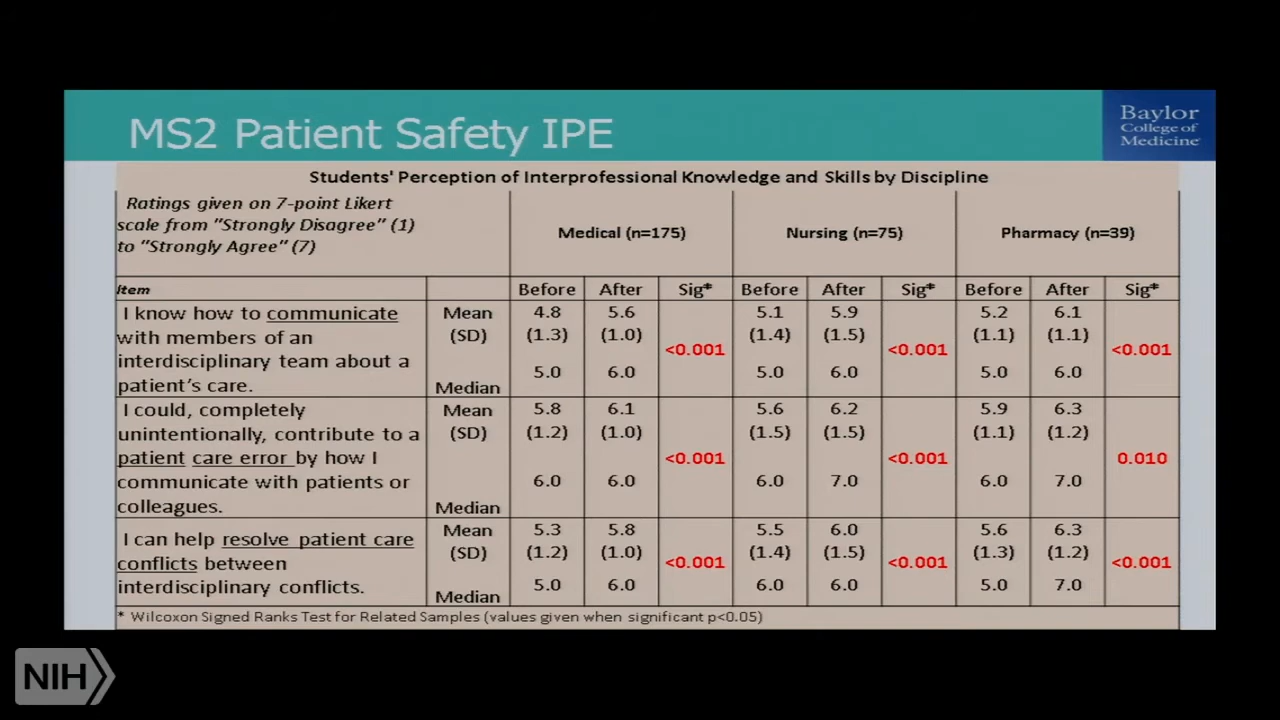 MS2 Patient Safety IPE
Baylor
College of
Medicine
Students' Perception of Interprofessional Knowledge and Skills by Discipline
Ratings given on 7-point Likert
scale from "Strongly Disagree" (1)
to "Strongly Agree" (7)
Medical (n=175) Nursing (n=75) Pharmacy (n=39)
Item Before After Sig* Before After Sig* Before After Sig*
I know how to communicate Mean 4.8 5.6 5.1 5.9 5.2 6.1
with members of an (SD) (1.3) (1.0) (1.4) (1.5) (1.1) (1.1)
<0.001 <0.001 <0.001
interdisciplinary team about a 5.0 6.0 5.0 6.0 5.0 6.0
patient's care. Median
I could, completely Mean 5.8 6.1 5.6 6.2 5.9 6.3
unintentionally, contribute to a (SD) (1.2) (1.0) (1.5) (1.5) (1.1) (1.2)
patient care error by how I <0.001 <0.001 0.010
communicate with patients or 6.0 6.0 6.0 7.0 6.0 7.0
colleagues. Median
I can help resolve patient care Mean 5.3 5.8 5.5 6.0 5.6 6.3
conflicts between (SD) (1.2) (1.0) (1.4) (1.5) (1.3) (1.2)
<0.001 <0.001 <0.001
interdisciplinary conflicts. Median 5.0 6.0 6.0 6.0 5.0 7.0
* Wilcoxon Signed Ranks Test for Related Samples (values given when significant p<0.05)
NIH